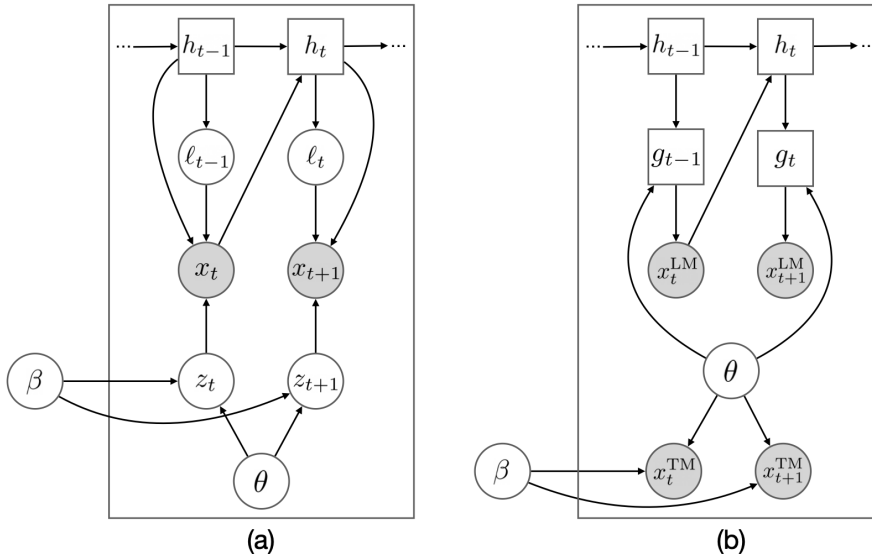 ... h_{t-1} h_t ...
ℓ_{t-1} ℓ_t
x_t x_{t+1}
β z_t z_{t+1}
θ
(a)
... h_{t-1} h_t ...
g_{t-1} g_t
x_t^{LM} x_{t+1}^{LM}
θ
β x_t^{TM} x_{t+1}^{TM}
(b)